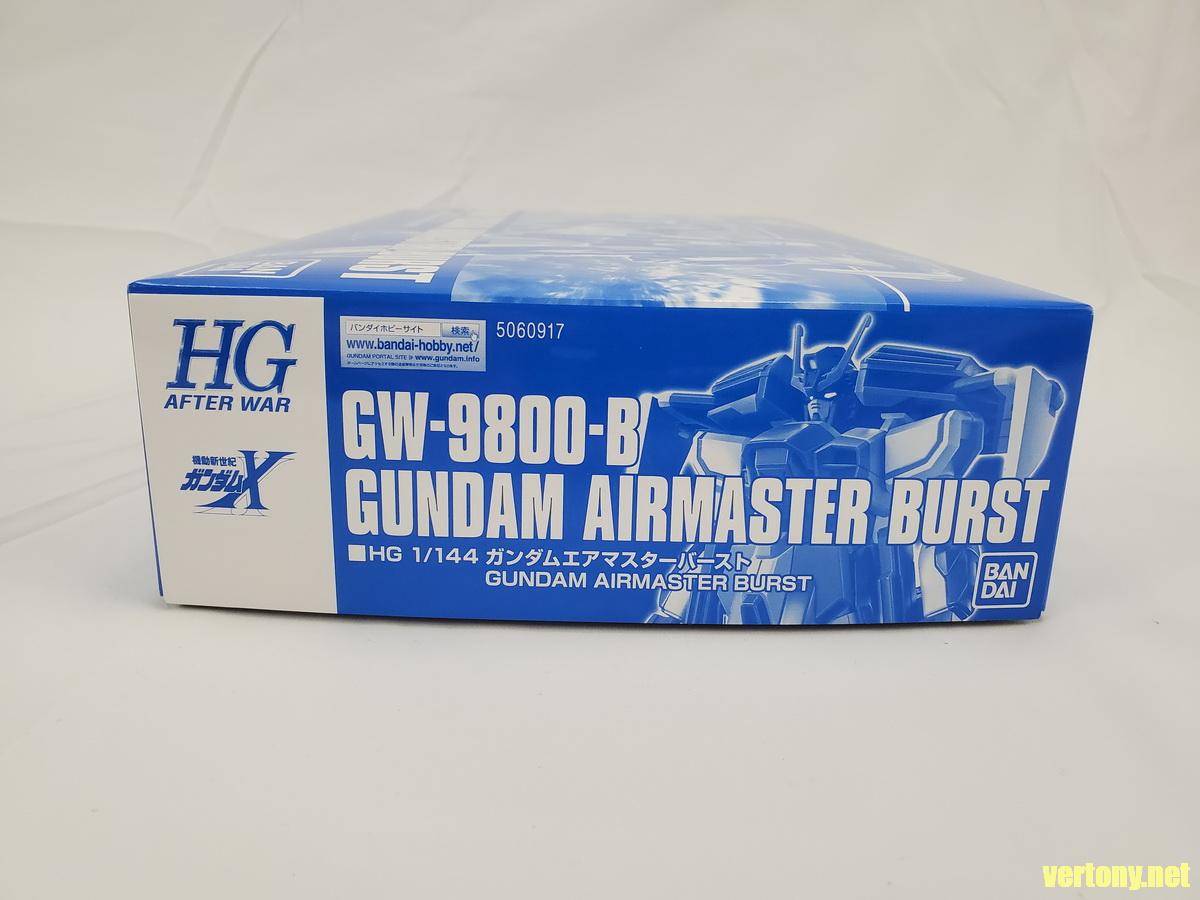 HG
AFTER WAR
機動新世紀
ガンダムX
バンダイホビーサイト 検索
www.bandai-hobby.net/
GUNDAM PORTAL SITE www.gundam.info
5060917
GW-9800-B
GUNDAM AIRMASTER BURST
■HG 1/144 ガンダムエアマスターバースト
GUNDAM AIRMASTER BURST
BAN
DAI
vertony.net